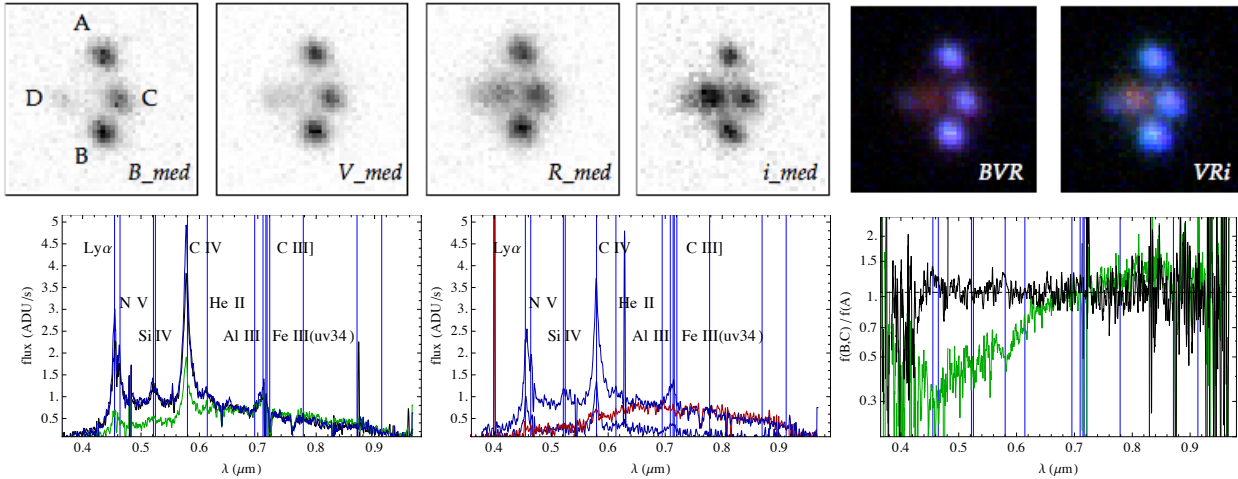 A
D
C
B
B_med
V_med
R_med
i_med
BVR
VRi
flux (ADU/s)
5
4.5
4
3.5
3
2.5
2
1.5
1
0.5
Lyα
C IV
C III]
N V
He II
Si IV
Al III
Fe III(uv34)
0.4 0.5 0.6 0.7 0.8 0.9
λ (μm)
flux (ADU/s)
5
4.5
4
3.5
3
2.5
2
1.5
1
0.5
Lyα
C IV
C III]
N V
He II
Si IV
Al III
Fe III(uv34)
0.4 0.5 0.6 0.7 0.8 0.9
λ (μm)
f(B,C) / f(A)
2.
1.
0.7
0.5
0.3
0.4 0.5 0.6 0.7 0.8 0.9
λ (μm)